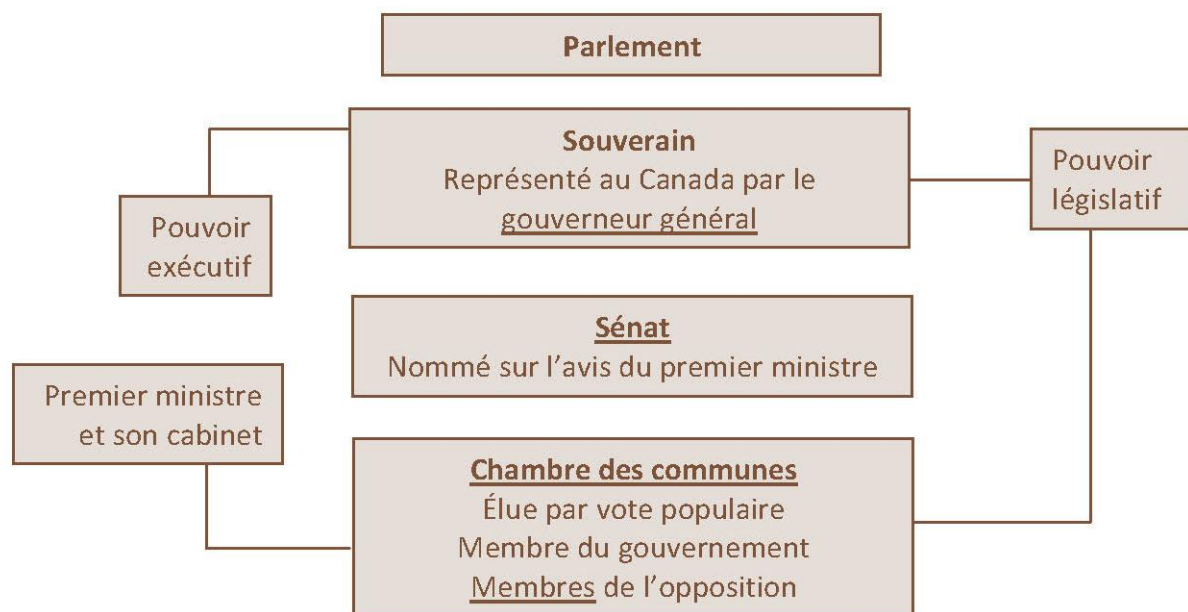 Parlement
Souverain
Représenté au Canada par le
gouverneur général
Pouvoir
exécutif
Pouvoir
législatif
Sénat
Nommé sur l’avis du premier ministre
Premier ministre
et son cabinet
Chambre des communes
Élue par vote populaire
Membre du gouvernement
Membres de l’opposition